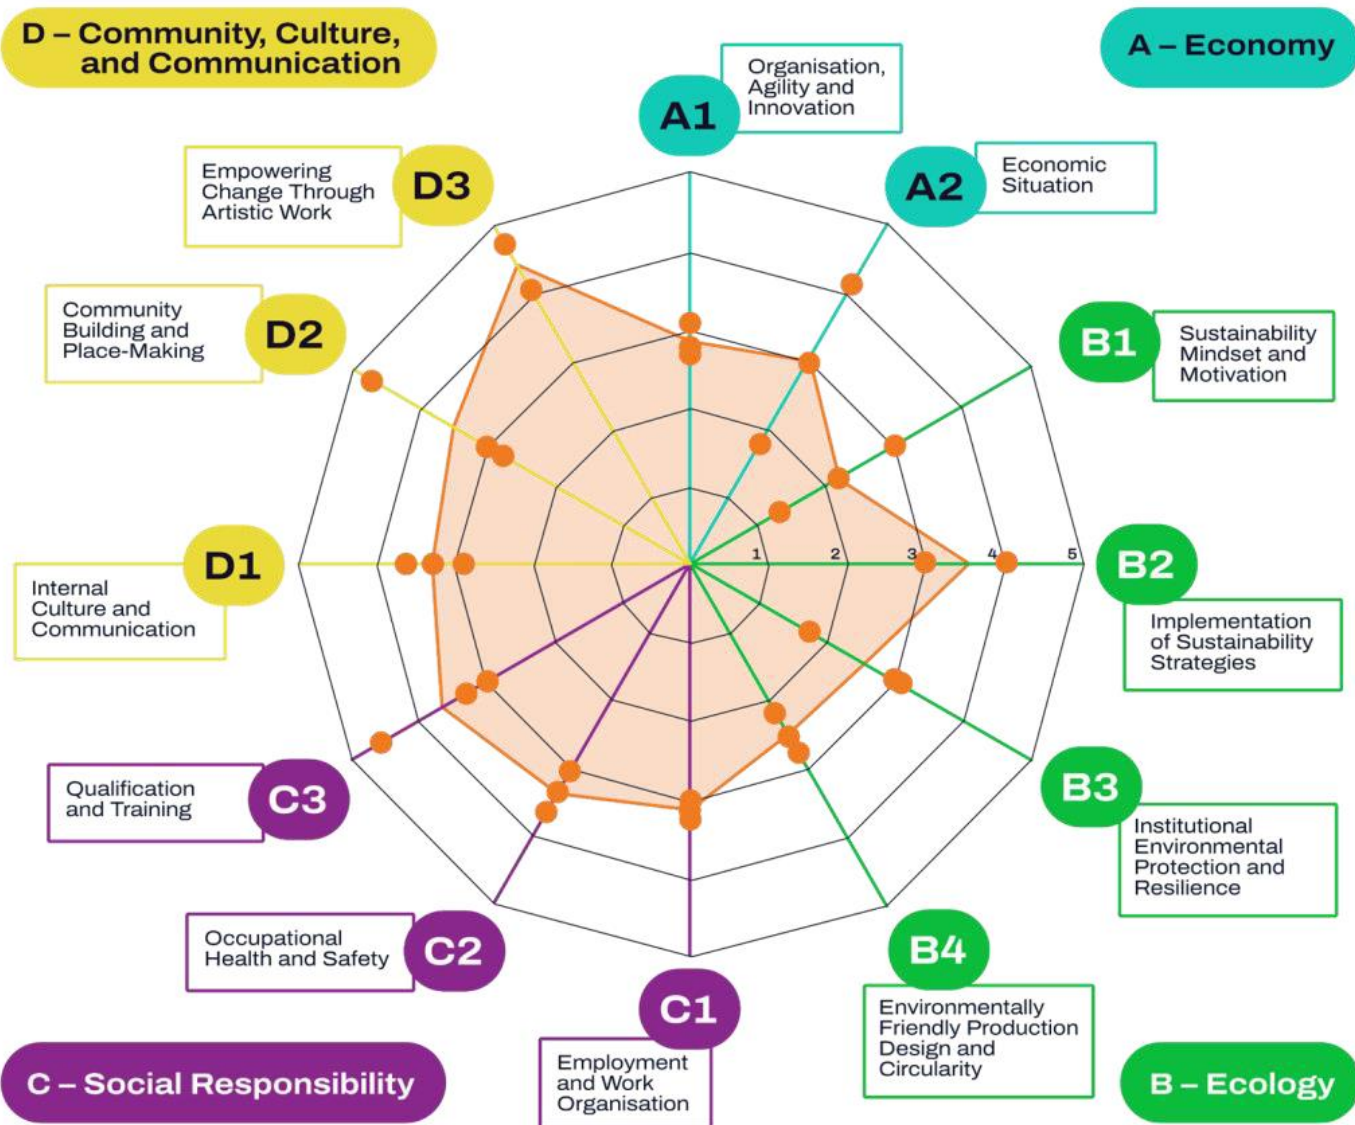 D – Community, Culture,
and Communication
A – Economy
A1
Organisation,
Agility and
Innovation
A2
Economic
Situation
B1
Sustainability
Mindset and
Motivation
B2
Implementation
of Sustainability
Strategies
B3
Institutional
Environmental
Protection and
Resilience
B4
Environmentally
Friendly Production
Design and
Circularity
C1
Employment
and Work
Organisation
C2
Occupational
Health and Safety
C3
Qualification
and Training
D1
Internal
Culture and
Communication
D2
Community
Building and
Place-Making
D3
Empowering
Change Through
Artistic Work
1 2 3 4 5
C – Social Responsibility
B – Ecology